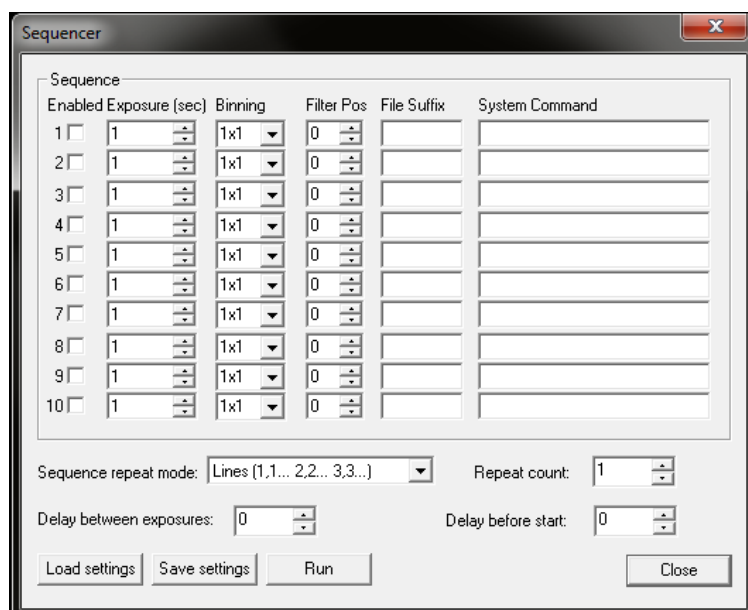 Sequencer
Sequence
Enabled Exposure (sec) Binning Filter Pos File Suffix System Command
1 1 1x1 0
2 1 1x1 0
3 1 1x1 0
4 1 1x1 0
5 1 1x1 0
6 1 1x1 0
7 1 1x1 0
8 1 1x1 0
9 1 1x1 0
10 1 1x1 0
Sequence repeat mode: Lines (1,1... 2,2... 3,3...) Repeat count: 1
Delay between exposures: 0 Delay before start: 0
Load settings Save settings Run Close